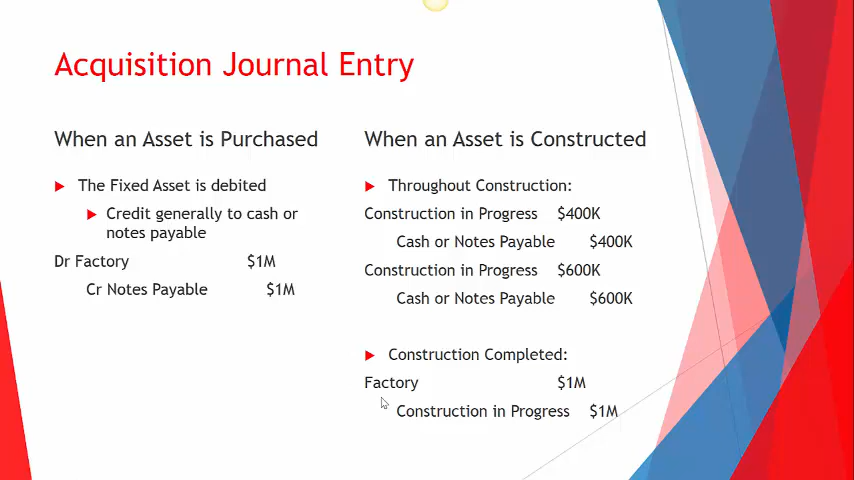 Acquisition Journal Entry
When an Asset is Purchased
The Fixed Asset is debited
Credit generally to cash or
notes payable
Dr Factory $1M
Cr Notes Payable $1M
When an Asset is Constructed
Throughout Construction:
Construction in Progress $400K
Cash or Notes Payable $400K
Construction in Progress $600K
Cash or Notes Payable $600K
Construction Completed:
Factory $1M
Construction in Progress $1M